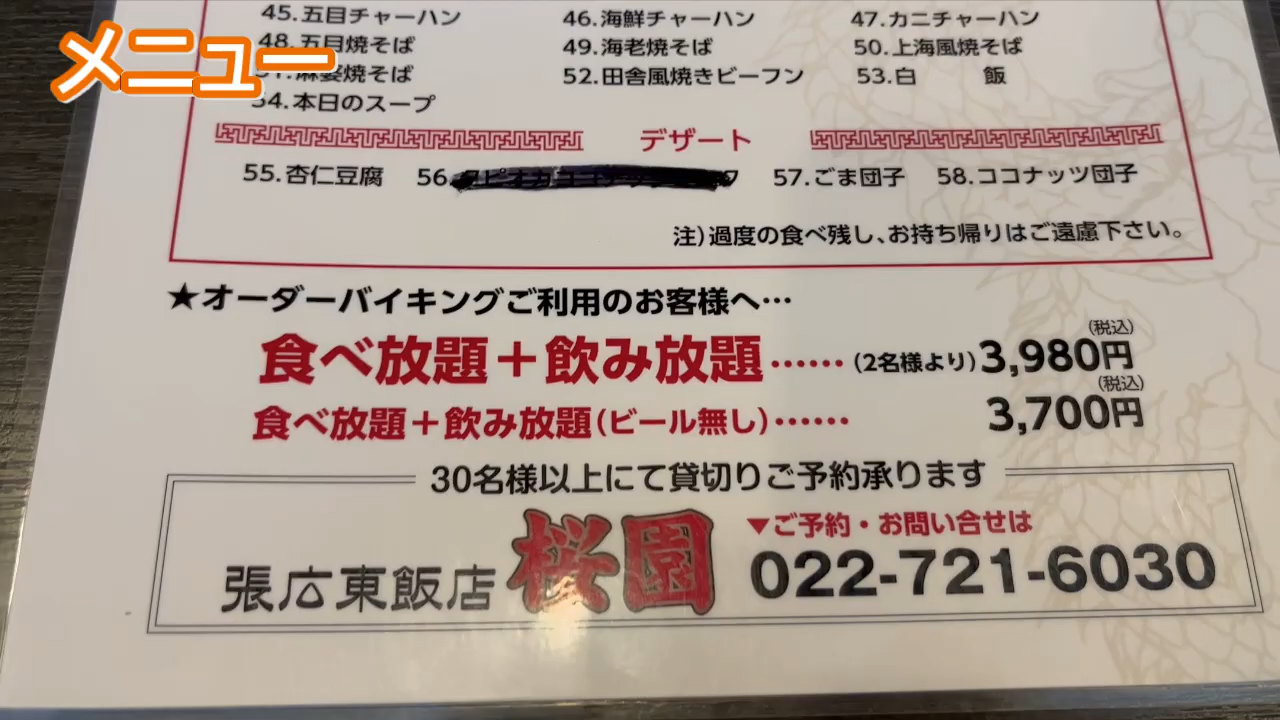 メニュー
45.五目チャーハン 46.海鮮チャーハン 47.カニチャーハン
48.五目焼そば 49.海老焼そば 50.上海風焼そば
51.麻婆焼そば 52.田舎風焼きビーフン 53.白 飯
54.本日のスープ
デザート
55.杏仁豆腐 56. 57.ごま団子 58.ココナッツ団子
注)過度の食べ残し、お持ち帰りはご遠慮下さい。
★オーダーバイキングご利用のお客様へ…
食べ放題＋飲み放題……(2名様より)3,980円(税込)
食べ放題＋飲み放題(ビール無し)……3,700円(税込)
30名様以上にて貸切りご予約承ります
張広東飯店 桜園
▼ご予約・お問い合せは
022-721-6030